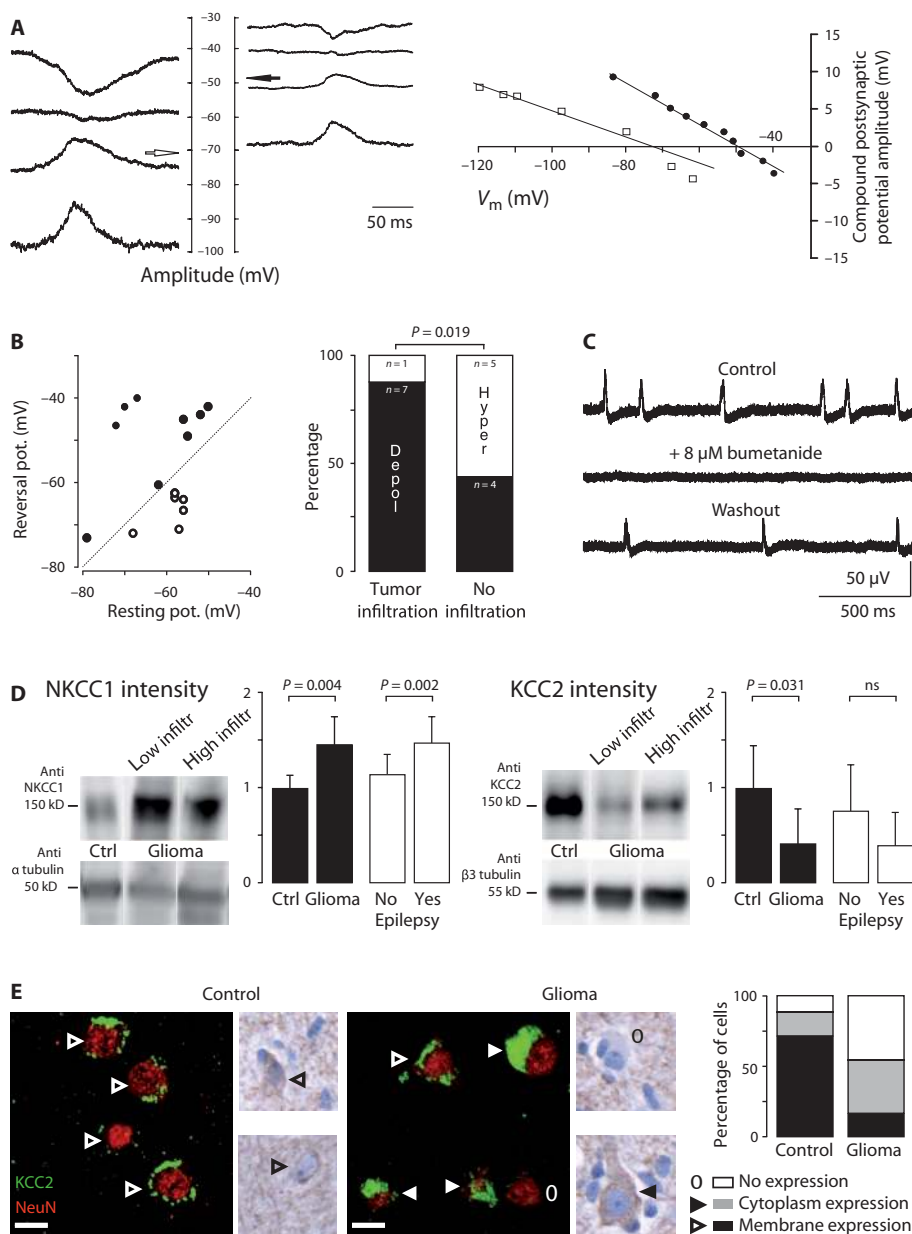 A
−30
−40
−50
−60
−70
−80
−90
−100
Amplitude (mV)
50 ms
−120
−100
−80
−60
−40
V_m (mV)
15
10
5
0
−5
−10
−15
Compound postsynaptic
potential amplitude (mV)
B
Reversal pot. (mV)
−40
−60
−80
−80
−60
−40
Resting pot. (mV)
P = 0.019
Percentage
100
50
0
n = 1
n = 7
Depol
n = 5
Hyper
n = 4
Tumor
infiltration
No
infiltration
C
Control
+ 8 µM bumetanide
Washout
50 µV
500 ms
D
NKCC1 intensity
Low infiltr
High infiltr
Anti
NKCC1
150 kD
Ctrl
Glioma
Anti
α tubulin
50 kD
2
1
0
P = 0.004
P = 0.002
Ctrl Glioma
No Yes
Epilepsy
KCC2 intensity
Low infiltr
High infiltr
Anti
KCC2
150 kD
Ctrl
Glioma
Anti
β3 tubulin
55 kD
2
1
0
P = 0.031
ns
Ctrl Glioma
No Yes
Epilepsy
E
Control
Glioma
KCC2
NeuN
0
0
Percentage of cells
100
50
0
Control Glioma
0 No expression
Cytoplasm expression
Membrane expression